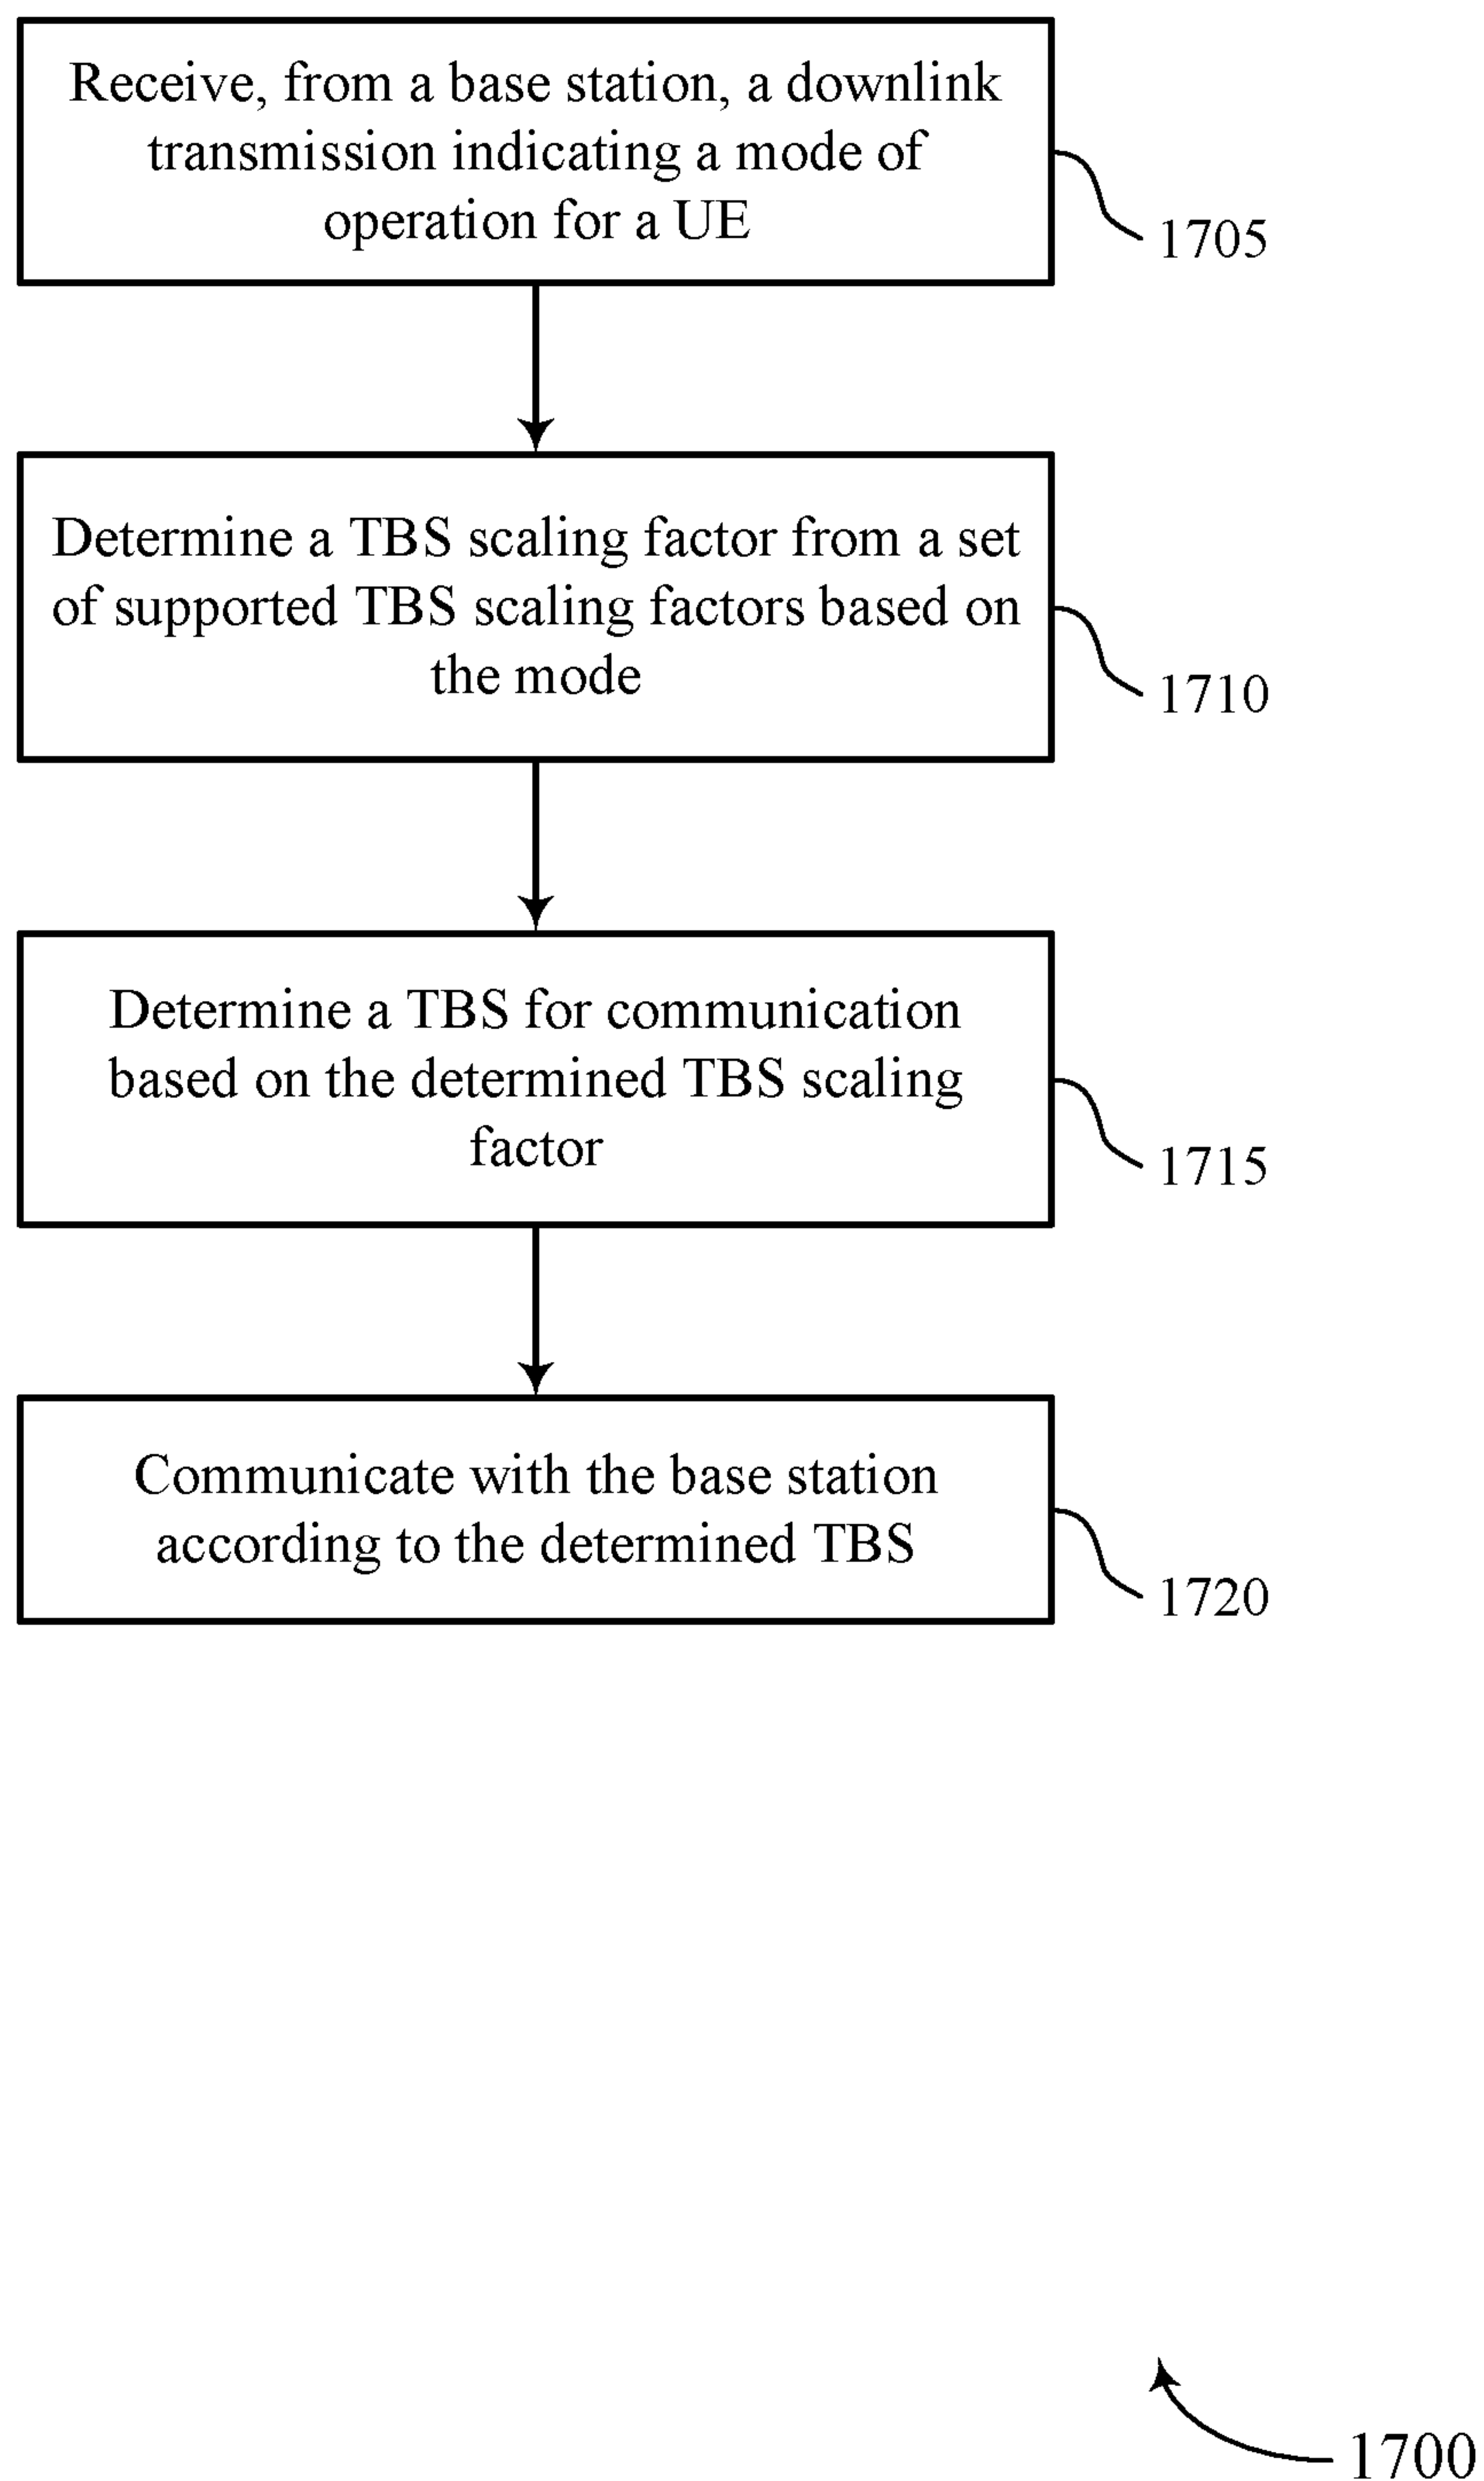 Receive, from a base station, a downlink
transmission indicating a mode of
operation for a UE
1705
Determine a TBS scaling factor from a set
of supported TBS scaling factors based on
the mode
1710
Determine a TBS for communication
based on the determined TBS scaling
factor
1715
Communicate with the base station
according to the determined TBS
1720
1700